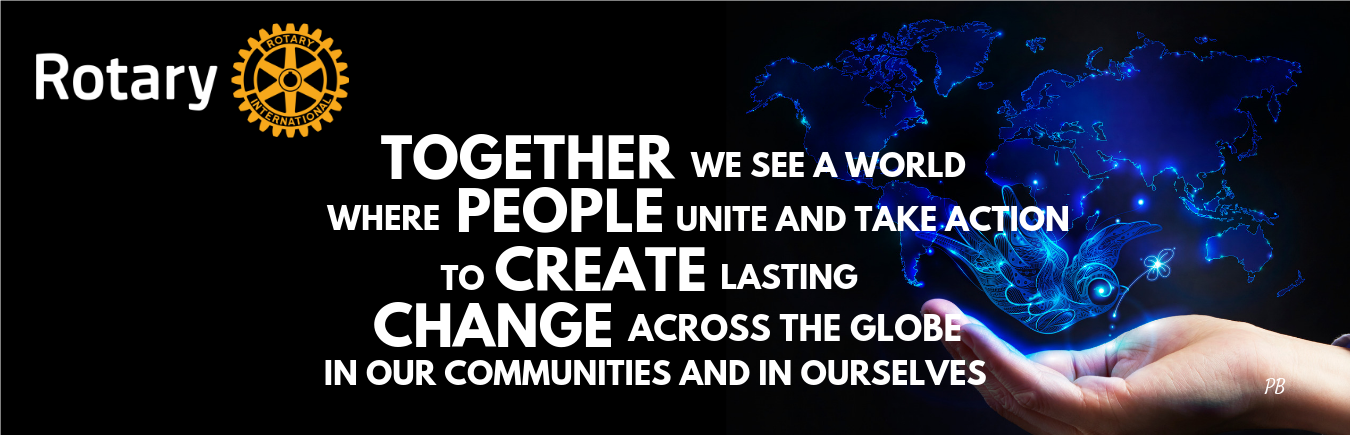 Rotary
ROTARY
INTERNATIONAL
TOGETHER WE SEE A WORLD
WHERE PEOPLE UNITE AND TAKE ACTION
TO CREATE LASTING
CHANGE ACROSS THE GLOBE
IN OUR COMMUNITIES AND IN OURSELVES
PB